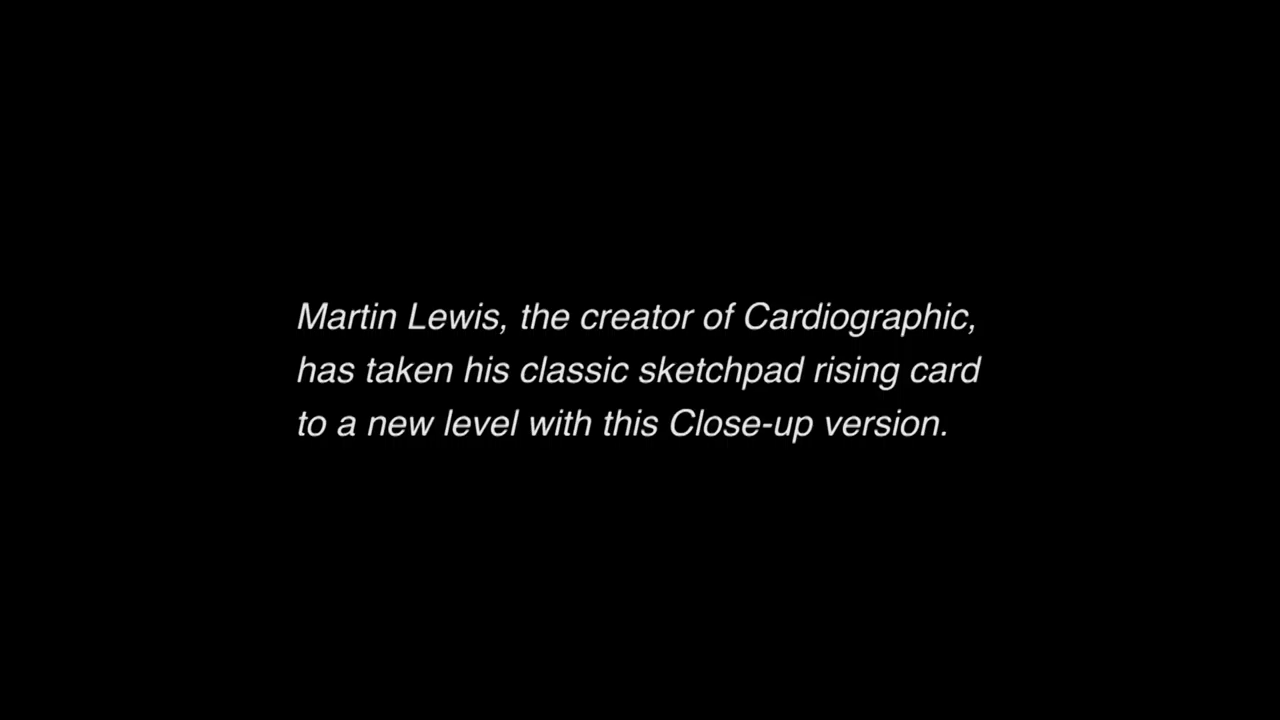 Martin Lewis, the creator of Cardiographic,
has taken his classic sketchpad rising card
to a new level with this Close-up version.